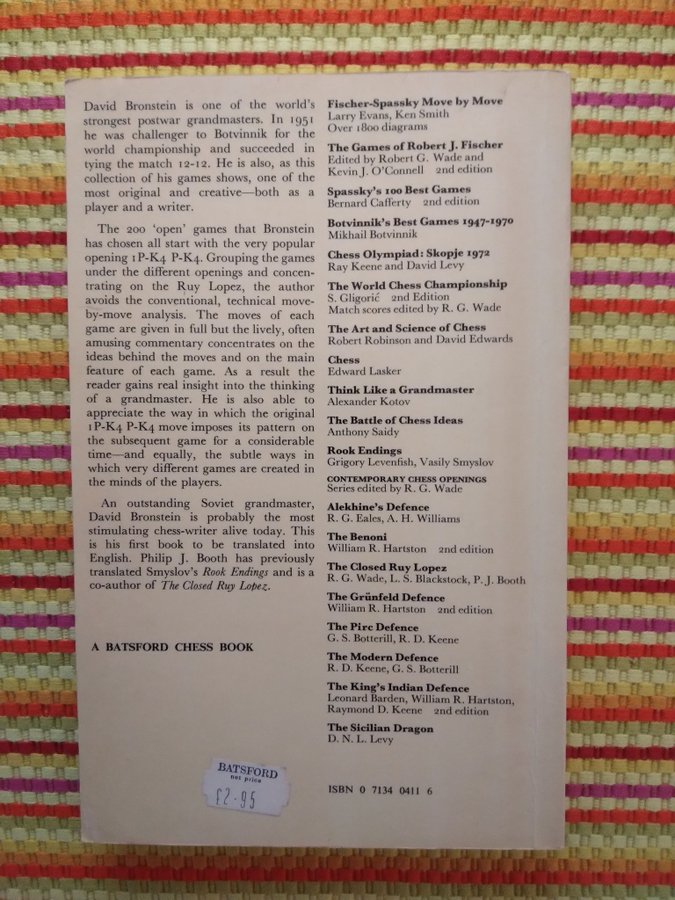 David Bronstein is one of the world's
strongest postwar grandmasters. In 1951
he was challenger to Botvinnik for the
world championship and succeeded in
tying the match 12-12. He is also, as this
collection of his games shows, one of the
most original and creative—both as a
player and a writer.
The 200 'open' games that Bronstein
has chosen all start with the very popular
opening 1P-K4 P-K4. Grouping the games
under the different openings and concen-
trating on the Ruy Lopez, the author
avoids the conventional, technical move-
by-move analysis. The moves of each
game are given in full but the lively, often
amusing commentary concentrates on the
ideas behind the moves and on the main
feature of each game. As a result the
reader gains real insight into the thinking
of a grandmaster. He is also able to
appreciate the way in which the original
1P-K4 P-K4 move imposes its pattern on
the subsequent game for a considerable
time—and equally, the subtle ways in
which very different games are created in
the minds of the players.
An outstanding Soviet grandmaster,
David Bronstein is probably the most
stimulating chess-writer alive today. This
is his first book to be translated into
English. Philip J. Booth has previously
translated Smyslov's Rook Endings and is a
co-author of The Closed Ruy Lopez.
A BATSFORD CHESS BOOK
BATSFORD
net price
£2.95
Fischer-Spassky Move by Move
Larry Evans, Ken Smith
Over 1800 diagrams
The Games of Robert J. Fischer
Edited by Robert G. Wade and
Kevin J. O'Connell 2nd edition
Spassky's 100 Best Games
Bernard Cafferty 2nd edition
Botvinnik's Best Games 1947-1970
Mikhail Botvinnik
Chess Olympiad: Skopje 1972
Ray Keene and David Levy
The World Chess Championship
S. Gligorić 2nd Edition
Match scores edited by R. G. Wade
The Art and Science of Chess
Robert Robinson and David Edwards
Chess
Edward Lasker
Think Like a Grandmaster
Alexander Kotov
The Battle of Chess Ideas
Anthony Saidy
Rook Endings
Grigory Levenfish, Vasily Smyslov
CONTEMPORARY CHESS OPENINGS
Series edited by R. G. Wade
Alekhine's Defence
R. G. Eales, A. H. Williams
The Benoni
William R. Hartston 2nd edition
The Closed Ruy Lopez
R. G. Wade, L. S. Blackstock, P. J. Booth
The Grünfeld Defence
William R. Hartston 2nd edition
The Pirc Defence
G. S. Botterill, R. D. Keene
The Modern Defence
R. D. Keene, G. S. Botterill
The King's Indian Defence
Leonard Barden, William R. Hartston,
Raymond D. Keene 2nd edition
The Sicilian Dragon
D. N. L. Levy
ISBN 0 7134 0411 6